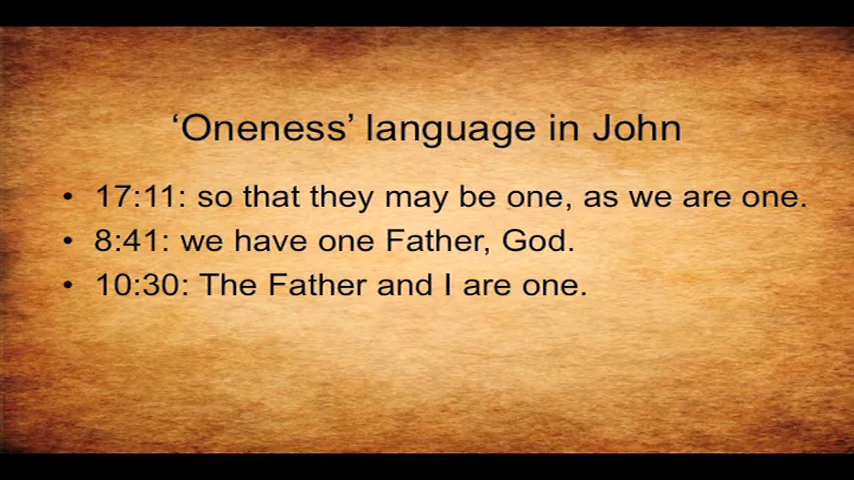 ‘Oneness’ language in John
• 17:11: so that they may be one, as we are one.
• 8:41: we have one Father, God.
• 10:30: The Father and I are one.